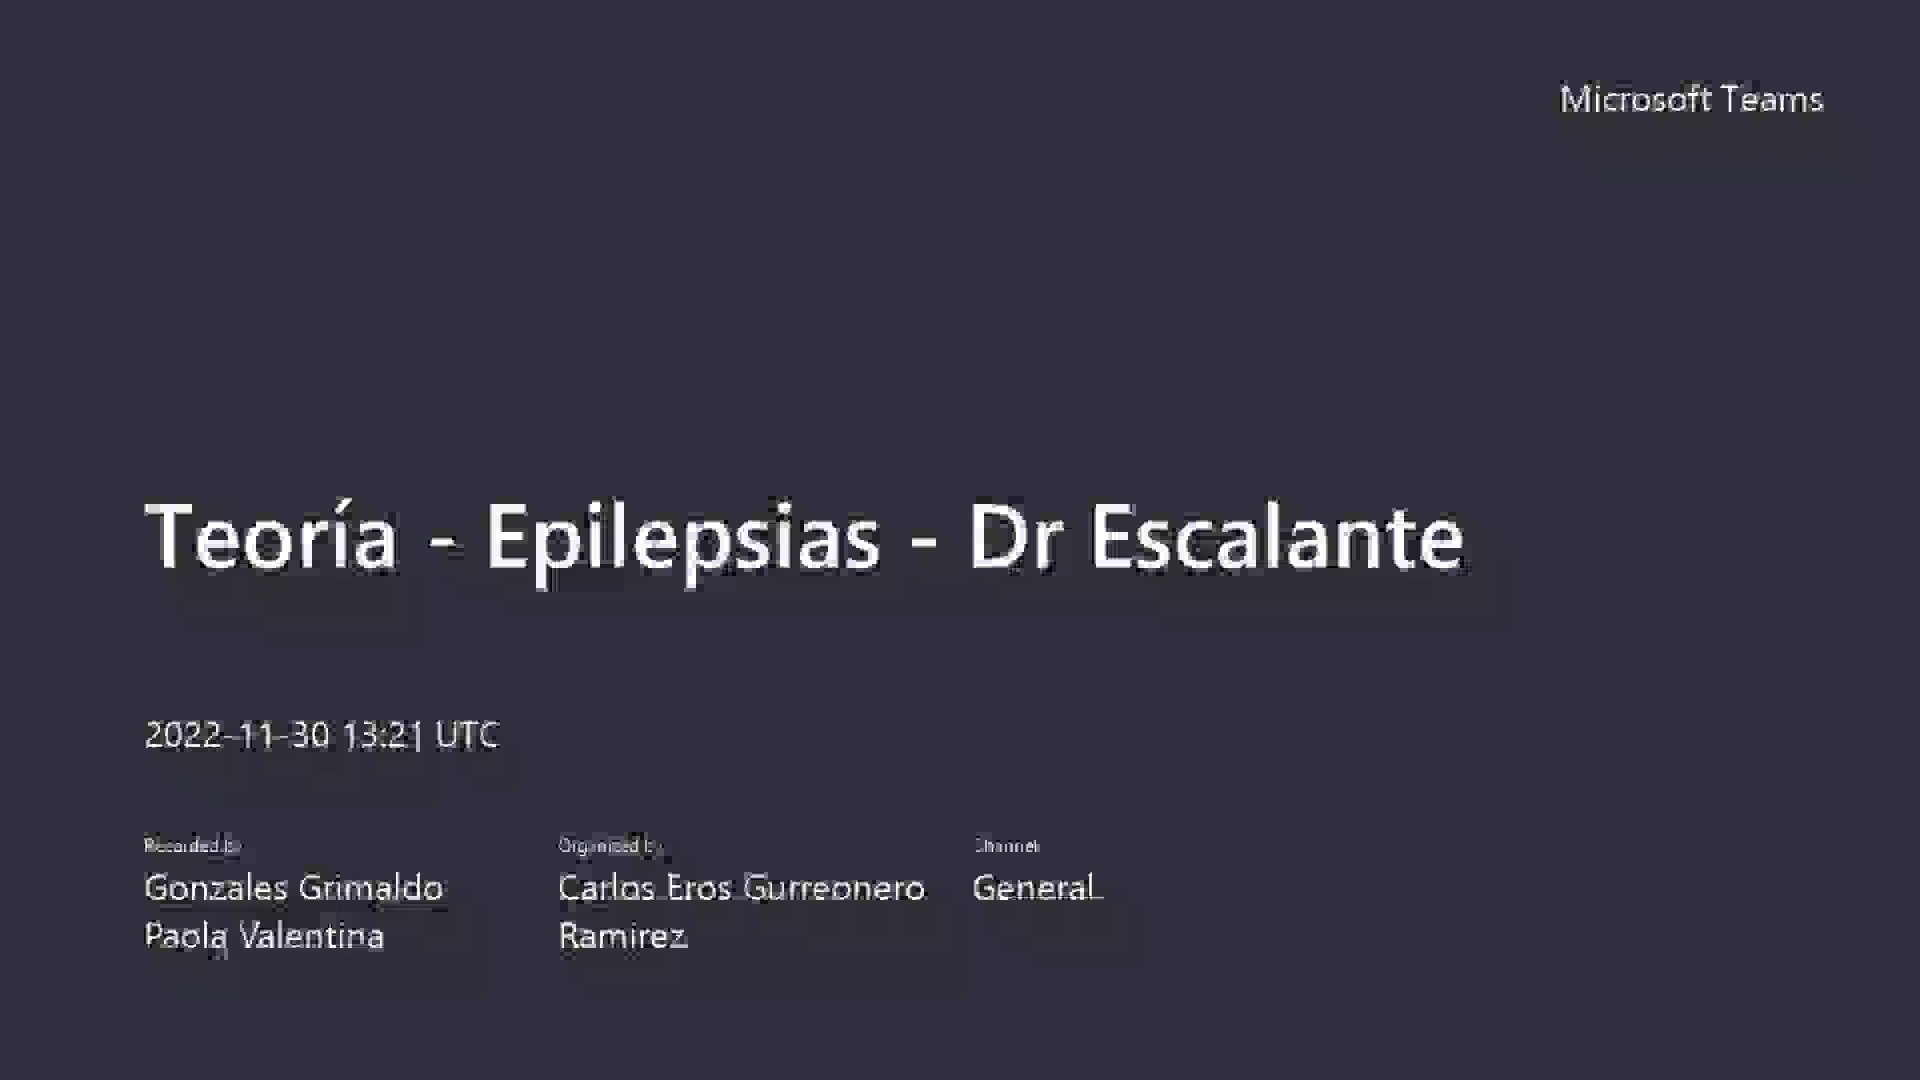 Microsoft Teams
Teoría - Epilepsias - Dr Escalante
2022-11-30 13:21 UTC
Recorded by
Organized by
Channel
Gonzales Grimaldo
Carlos Eros Gurreonero
General
Paola Valentina
Ramirez